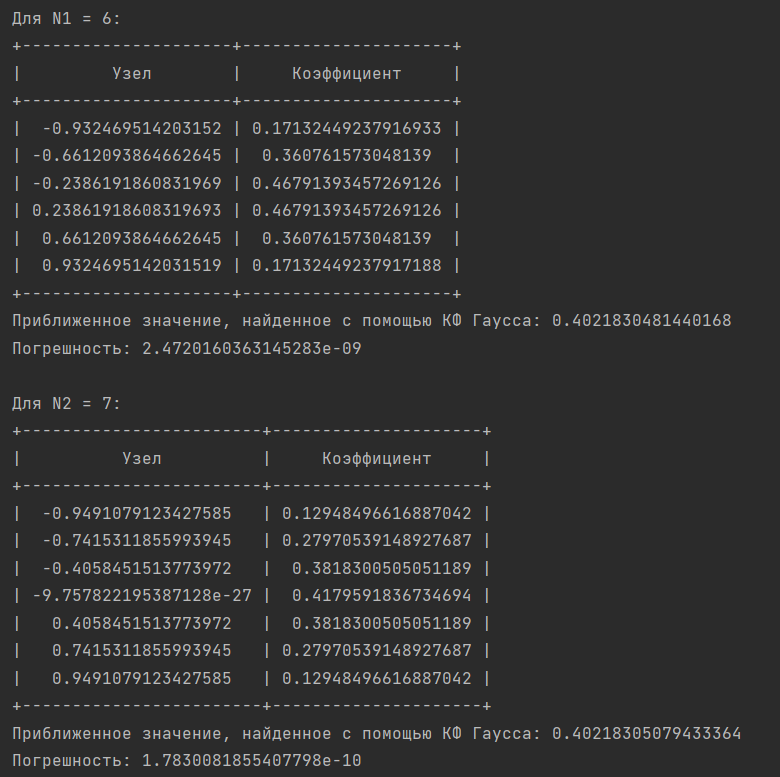 Для N1 = 6:
+---------------------+---------------------+
|         Узел        |     Коэффициент     |
+---------------------+---------------------+
|  -0.932469514203152 | 0.17132449237916933 |
| -0.6612093864662645 |  0.360761573048139  |
| -0.2386191860831969 | 0.46791393457269126 |
| 0.23861918608319693 | 0.46791393457269126 |
|  0.6612093864662645 |  0.360761573048139  |
|  0.9324695142031519 | 0.17132449237917188 |
+---------------------+---------------------+
Приближенное значение, найденное с помощью КФ Гаусса: 0.4021830481440168
Погрешность: 2.4720160363145283e-09
Для N2 = 7:
+------------------------+---------------------+
|          Узел          |     Коэффициент     |
+------------------------+---------------------+
|  -0.9491079123427585   | 0.12948496616887042 |
|  -0.7415311855993945   | 0.27970539148927687 |
|  -0.4058451513773972   |  0.3818300505051189 |
| -9.757822195387128e-27 |  0.4179591836734694 |
|   0.4058451513773972   |  0.3818300505051189 |
|   0.7415311855993945   | 0.27970539148927687 |
|   0.9491079123427585   | 0.12948496616887042 |
+------------------------+---------------------+
Приближенное значение, найденное с помощью КФ Гаусса: 0.40218305079433364
Погрешность: 1.7830081855407798e-10